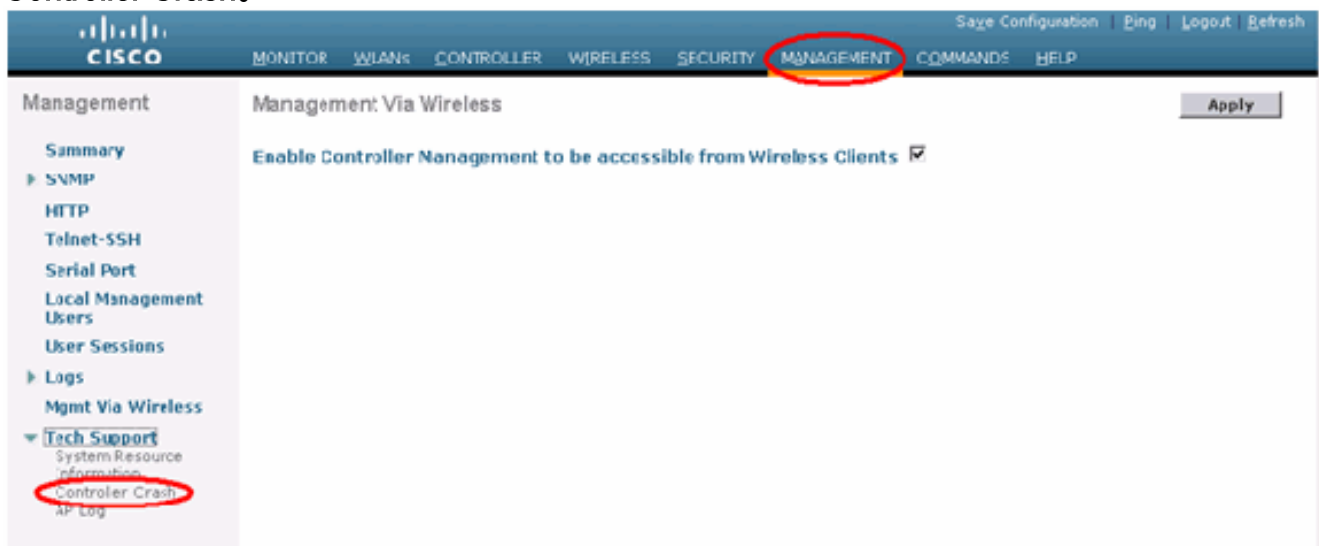 Controller Crash.
Save Configuration | Ping | Logout | Refresh
CISCO
MONITOR WLANs CONTROLLER WIRELESS SECURITY MANAGEMENT COMMANDS HELP
Management
Summary
SNMP
HTTP
Telnet-SSH
Serial Port
Local Management
Users
User Sessions
Logs
Mgmt Via Wireless
Tech Support
System Resource
Information
Controller Crash
AP Log
Management Via Wireless
Apply
Enable Controller Management to be accessible from Wireless Clients